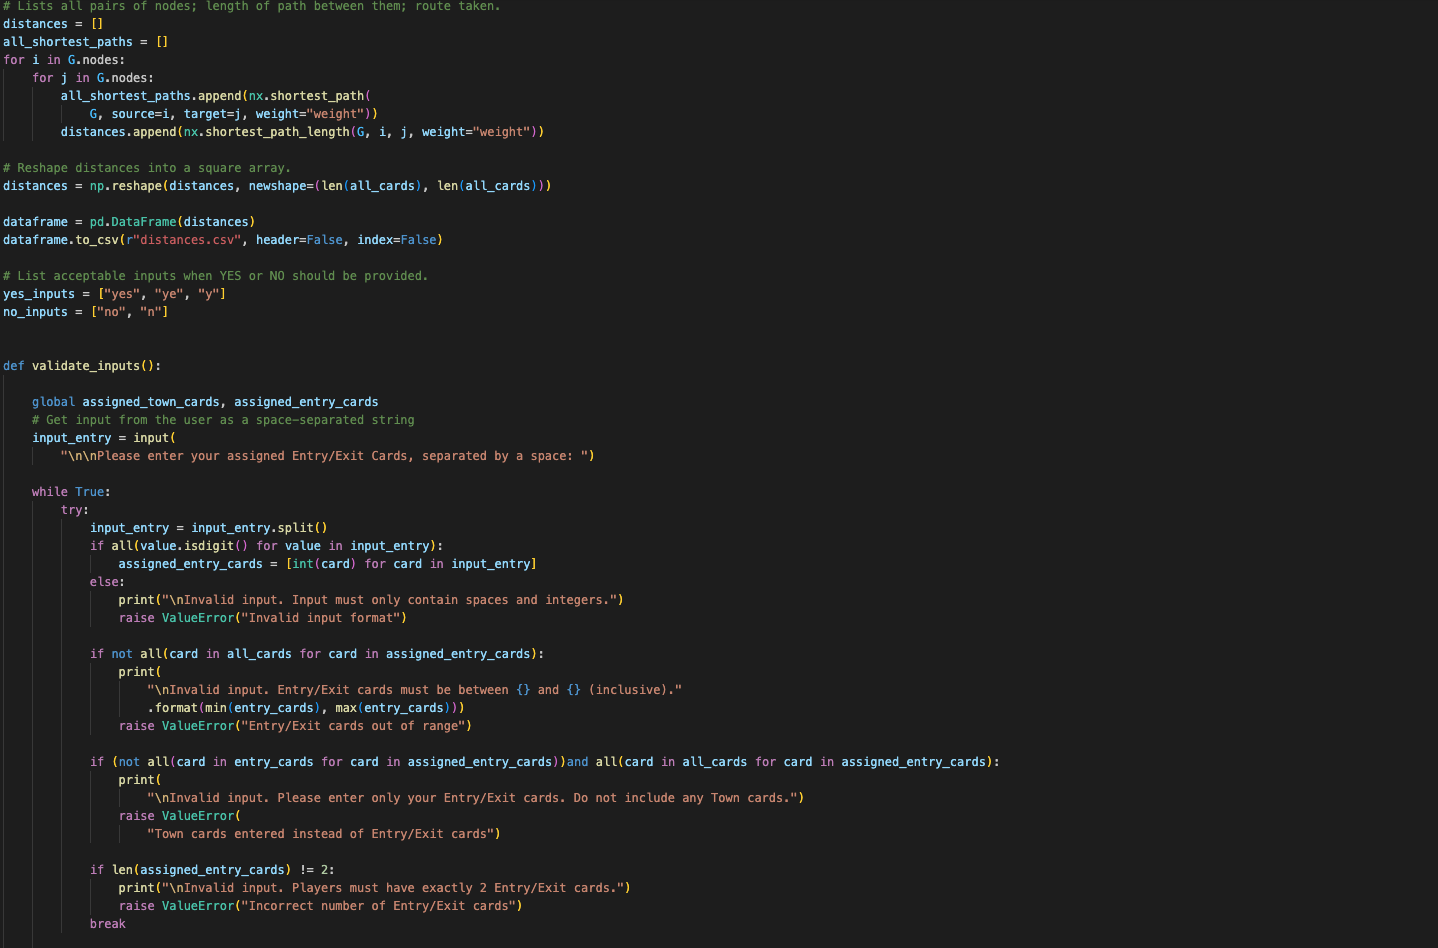 # Lists all pairs of nodes; length of path between them; route taken.
distances = []
all_shortest_paths = []
for i in G.nodes:
    for j in G.nodes:
        all_shortest_paths.append(nx.shortest_path(
            G, source=i, target=j, weight="weight"))
        distances.append(nx.shortest_path_length(G, i, j, weight="weight"))

# Reshape distances into a square array.
distances = np.reshape(distances, newshape=(len(all_cards), len(all_cards)))

dataframe = pd.DataFrame(distances)
dataframe.to_csv(r"distances.csv", header=False, index=False)

# List acceptable inputs when YES or NO should be provided.
yes_inputs = ["yes", "ye", "y"]
no_inputs = ["no", "n"]


def validate_inputs():

    global assigned_town_cards, assigned_entry_cards
    # Get input from the user as a space-separated string
    input_entry = input(
        "\n\nPlease enter your assigned Entry/Exit Cards, separated by a space: ")

    while True:
        try:
            input_entry = input_entry.split()
            if all(value.isdigit() for value in input_entry):
                assigned_entry_cards = [int(card) for card in input_entry]
            else:
                print("\nInvalid input. Input must only contain spaces and integers.")
                raise ValueError("Invalid input format")

            if not all(card in all_cards for card in assigned_entry_cards):
                print(
                    "\nInvalid input. Entry/Exit cards must be between {} and {} (inclusive)."
                    .format(min(entry_cards), max(entry_cards)))
                raise ValueError("Entry/Exit cards out of range")

            if (not all(card in entry_cards for card in assigned_entry_cards))and all(card in all_cards for card in assigned_entry_cards):
                print(
                    "\nInvalid input. Please enter only your Entry/Exit cards. Do not include any Town cards.")
                raise ValueError(
                    "Town cards entered instead of Entry/Exit cards")

            if len(assigned_entry_cards) != 2:
                print("\nInvalid input. Players must have exactly 2 Entry/Exit cards.")
                raise ValueError("Incorrect number of Entry/Exit cards")
            break